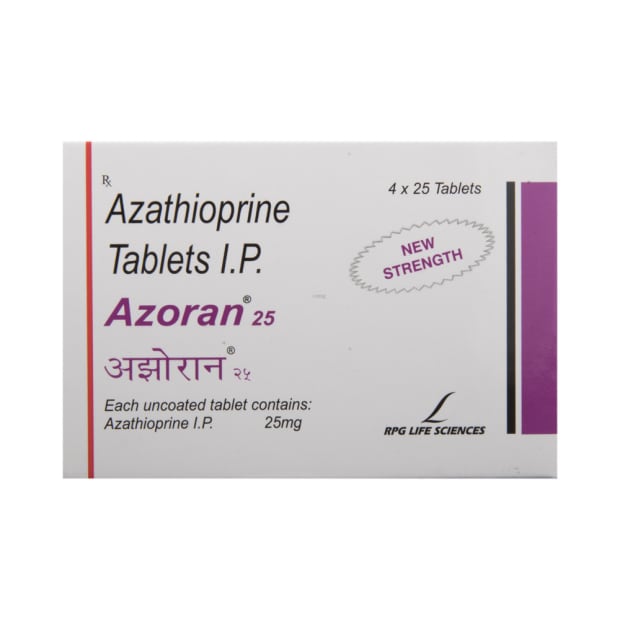 Rx
Azathioprine
Tablets I.P.
Azoran® 25
अझोरान® २५
Each uncoated tablet contains:
Azathioprine I.P. 25mg
4 x 25 Tablets
NEW
STRENGTH
RPG LIFE SCIENCES